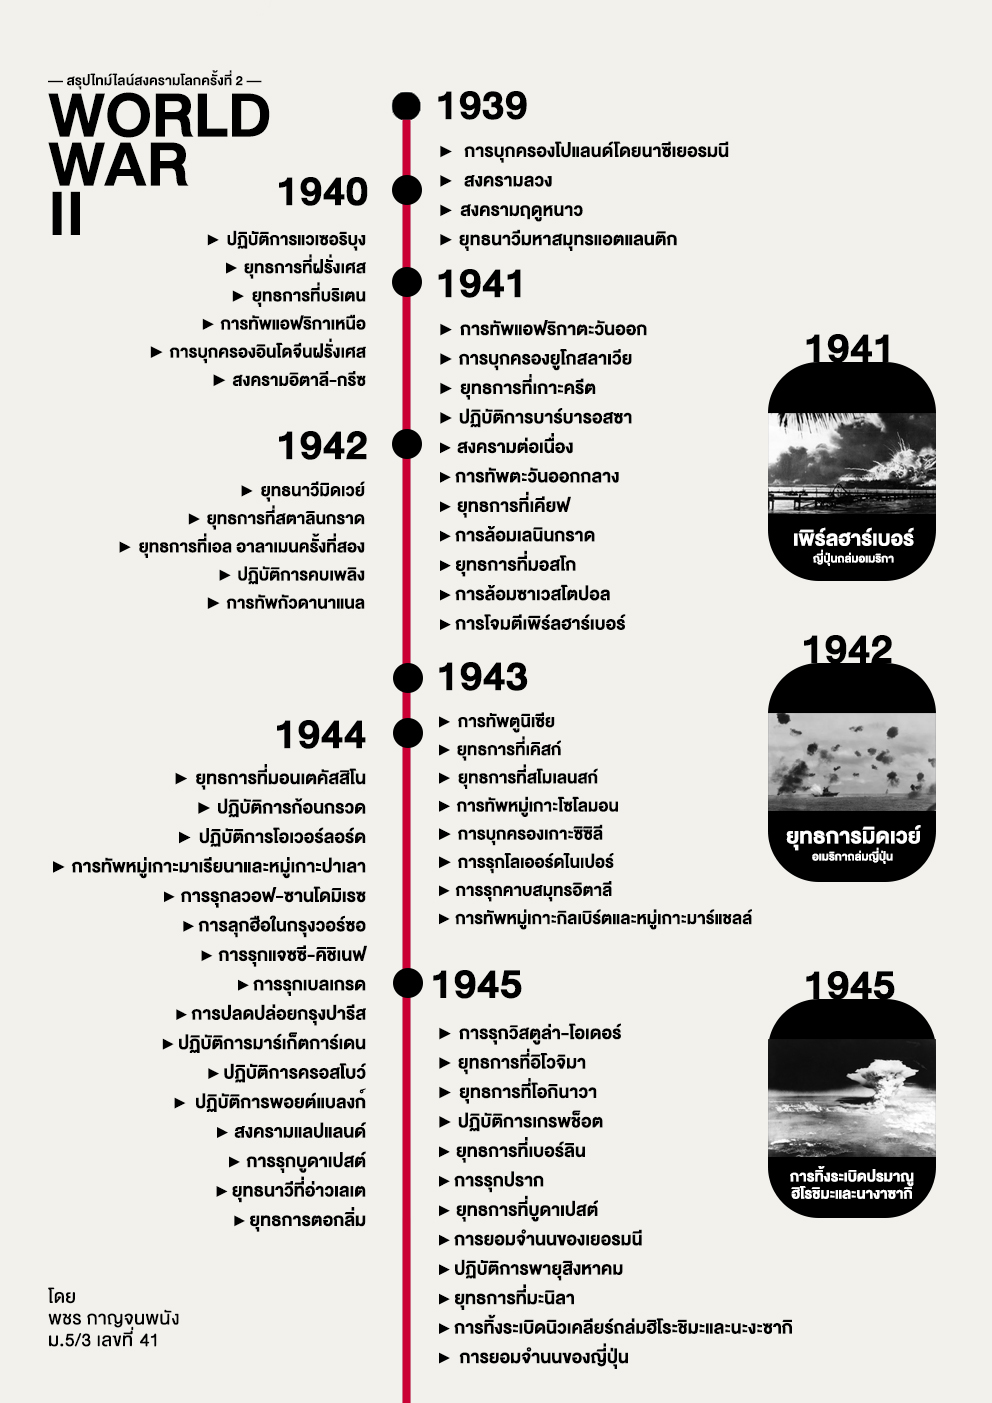 — สรุปไทม์ไลน์สงครามโลกครั้งที่ 2 —
WORLD
WAR
II
1939
► การบุกครองโปแลนด์โดยนาซีเยอรมนี
► สงครามลวง
► สงครามฤดูหนาว
► ยุทธนาวีมหาสมุทรแอตแลนติก
1940
► ปฏิบัติการแวเซอรืบุง
► ยุทธการที่ฝรั่งเศส
► ยุทธการที่บริเตน
► การทัพแอฟริกาเหนือ
► การบุกครองอินโดจีนฝรั่งเศส
► สงครามอิตาลี-กรีซ
1941
► การทัพแอฟริกาตะวันออก
► การบุกครองยูโกสลาเวีย
► ยุทธการที่เกาะครีต
► ปฏิบัติการบาร์บารอสซา
► สงครามต่อเนื่อง
► การทัพตะวันออกกลาง
► ยุทธการที่เคียฟ
► การล้อมเลนินกราด
► ยุทธการที่มอสโก
► การล้อมซาเวสโตปอล
► การโจมตีเพิร์ลฮาร์เบอร์
1942
► ยุทธนาวีมิดเวย์
► ยุทธการที่สตาลินกราด
► ยุทธการที่เอล อาลาเมนครั้งที่สอง
► ปฏิบัติการคบเพลิง
► การทัพกัวดานาแนล
1943
► การทัพตูนิเซีย
► ยุทธการที่เคิสก์
► ยุทธการที่สโมเลนสก์
► การทัพหมู่เกาะโซโลมอน
► การบุกครองเกาะซิซิลี
► การรุกโลเออร์ดไนเปอร์
► การรุกคาบสมุทรอิตาลี
► การทัพหมู่เกาะกิลเบิร์ตและหมู่เกาะมาร์แชลล์
1944
► ยุทธการที่มอนเตคัสสิโน
► ปฏิบัติการก้อนกรวด
► ปฏิบัติการโอเวอร์ลอร์ด
► การทัพหมู่เกาะมาเรียนาและหมู่เกาะปาเลา
► การรุกลวอฟ-ซานโดมิเรซ
► การลุกฮือในกรุงวอร์ซอ
► การรุกแจซซี-คิชิเนฟ
► การรุกเบลเกรด
► การปลดปล่อยกรุงปารีส
► ปฏิบัติการมาร์เก็ตการ์เดน
► ปฏิบัติการครอสโบว์
► ปฏิบัติการพอยต์แบลงก์
► สงครามแลปแลนด์
► การรุกบูดาเปสต์
► ยุทธนาวีที่อ่าวเลเต
► ยุทธการตอกลิ่ม
1945
► การรุกวิสตูล่า-โอเดอร์
► ยุทธการที่อิโวจิมา
► ยุทธการที่โอกินาวา
► ปฏิบัติการเกรพช็อต
► ยุทธการที่เบอร์ลิน
► การรุกปราก
► ยุทธการที่บูดาเปสต์
► การยอมจำนนของเยอรมนี
► ปฏิบัติการพายุสิงหาคม
► ยุทธการที่มะนิลา
► การทิ้งระเบิดนิวเคลียร์ถล่มฮิโระชิมะและนะงะซากิ
► การยอมจำนนของญี่ปุ่น
1941
เพิร์ลฮาร์เบอร์
ญี่ปุ่นถล่มอเมริกา
1942
ยุทธการมิดเวย์
อเมริกาถล่มญี่ปุ่น
1945
การทิ้งระเบิดปรมาณู
ฮิโรชิมะและนางาซากิ
โดย
พชร กาญจนพนัง
ม.5/3 เลขที่ 41